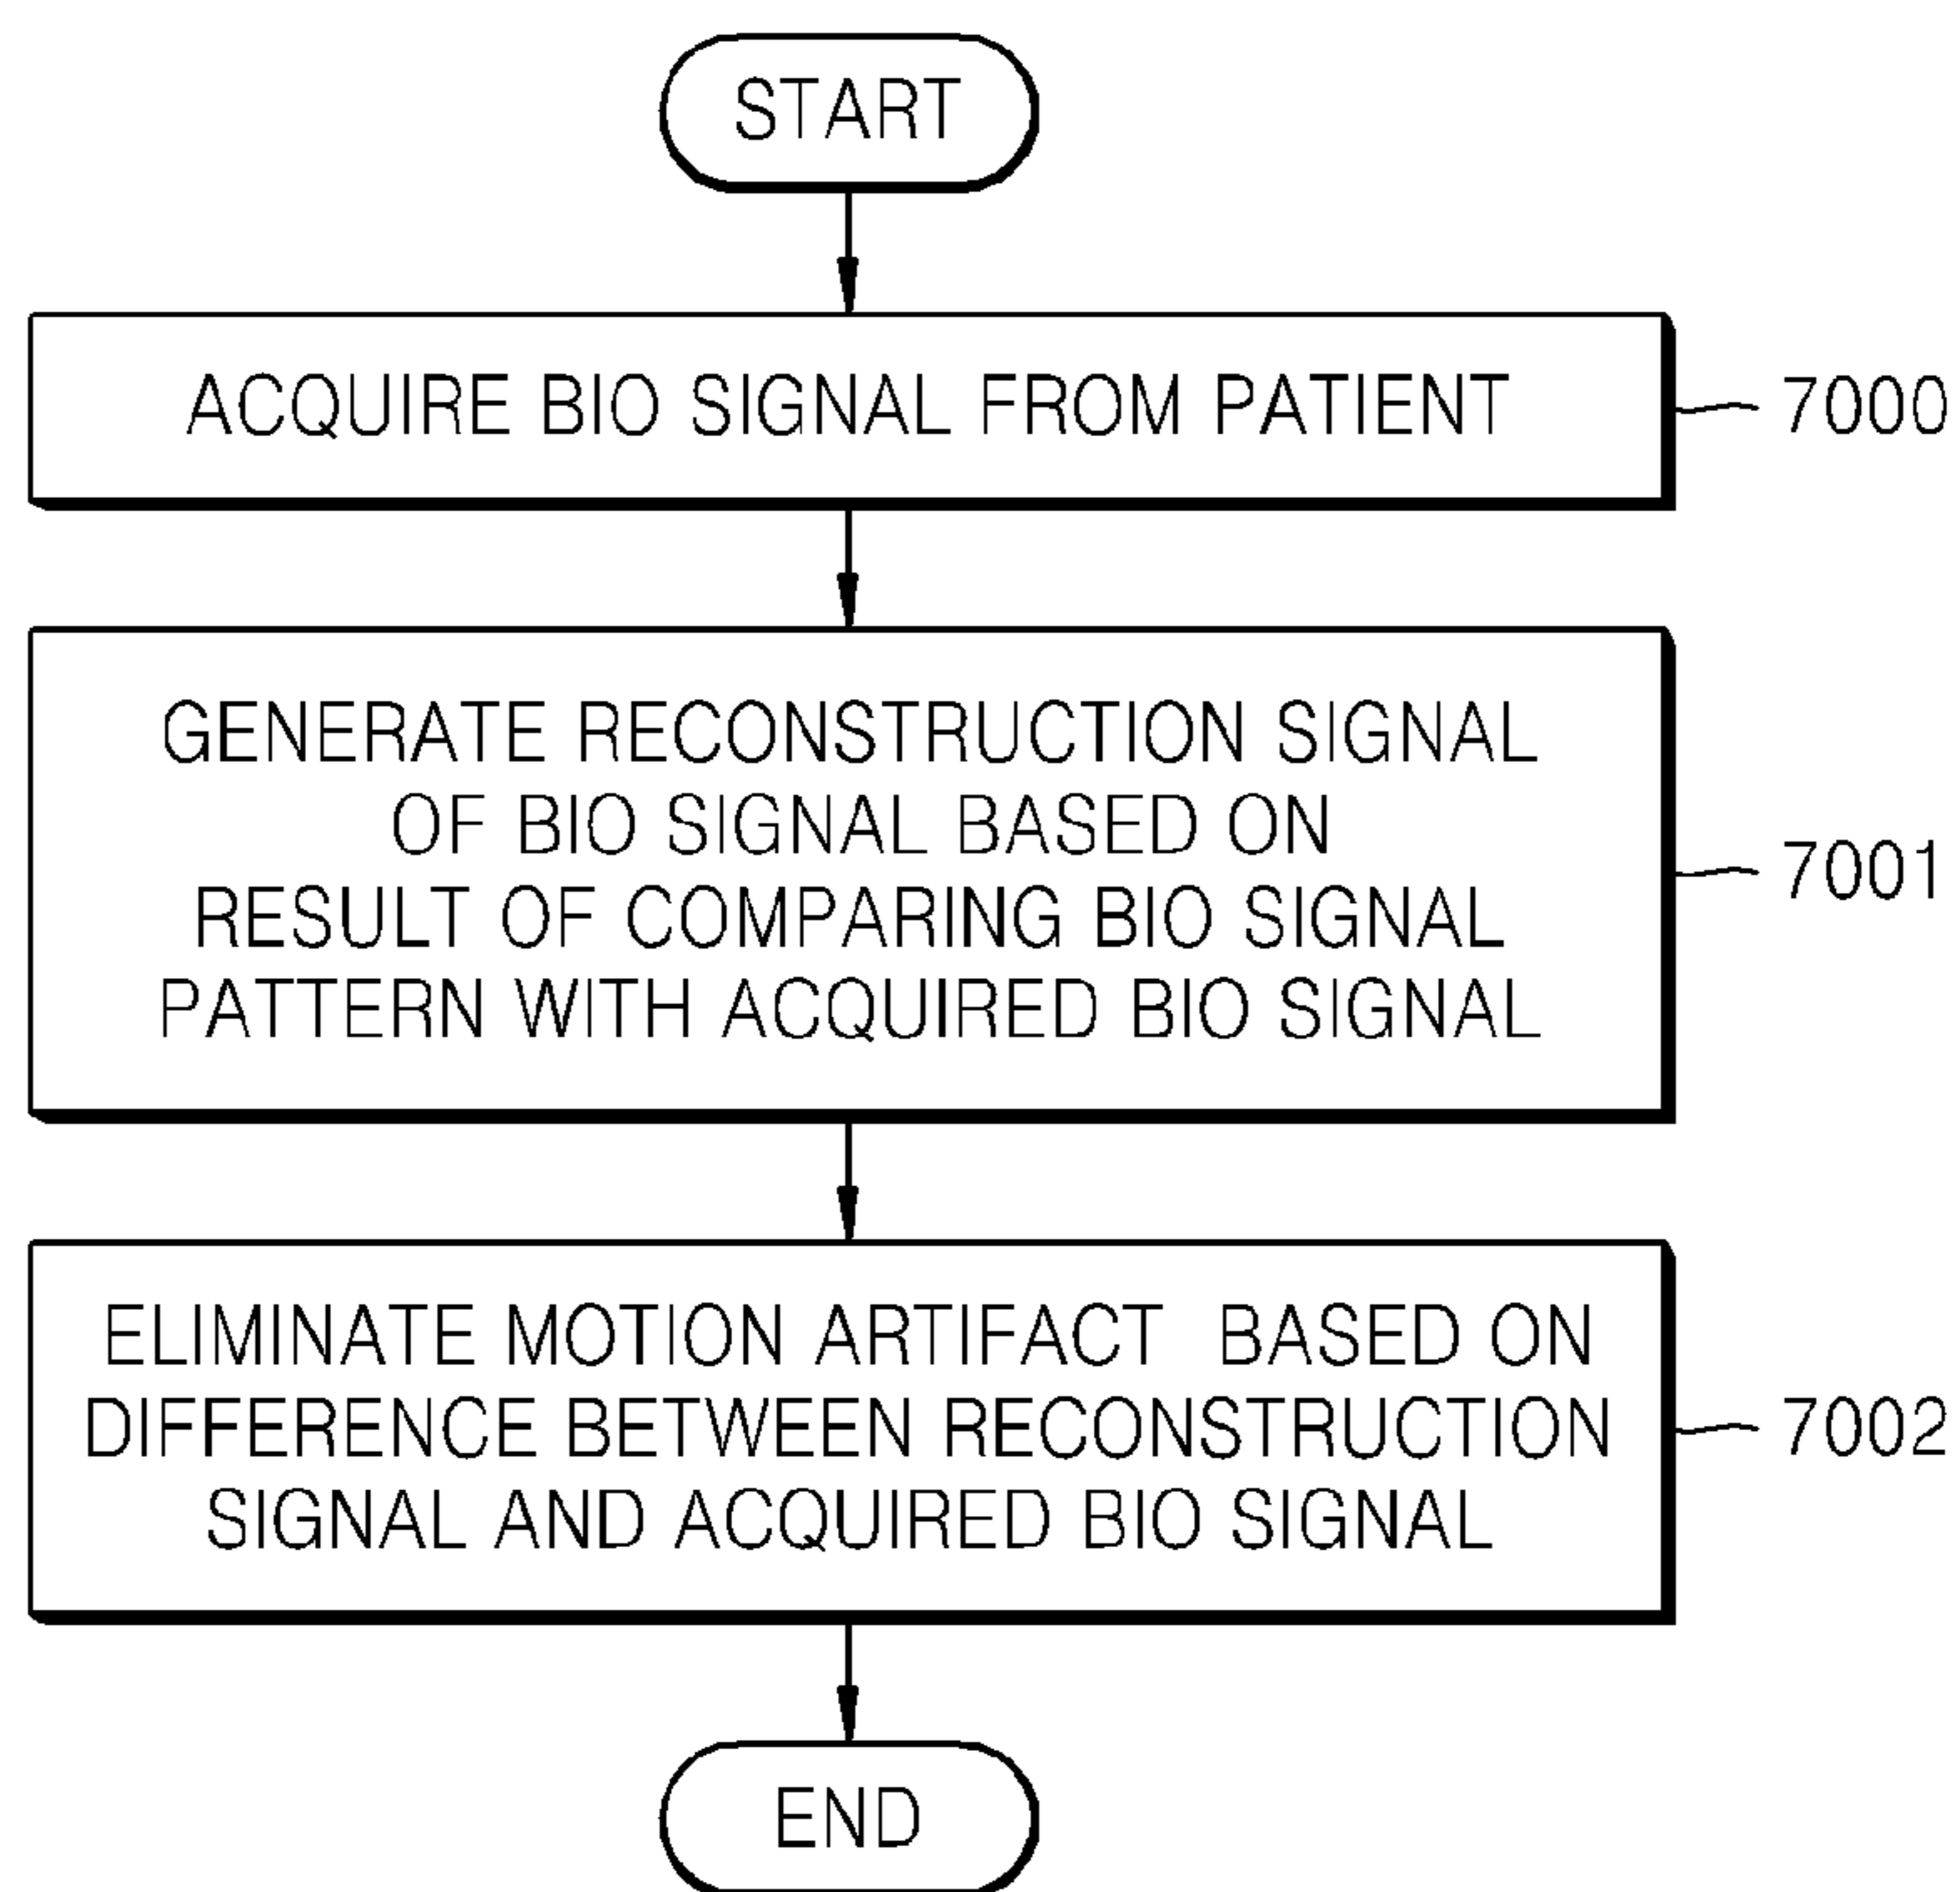 START
ACQUIRE BIO SIGNAL FROM PATIENT
7000
GENERATE RECONSTRUCTION SIGNAL
OF BIO SIGNAL BASED ON
RESULT OF COMPARING BIO SIGNAL
PATTERN WITH ACQUIRED BIO SIGNAL
7001
ELIMINATE MOTION ARTIFACT BASED ON
DIFFERENCE BETWEEN RECONSTRUCTION
SIGNAL AND ACQUIRED BIO SIGNAL
7002
END